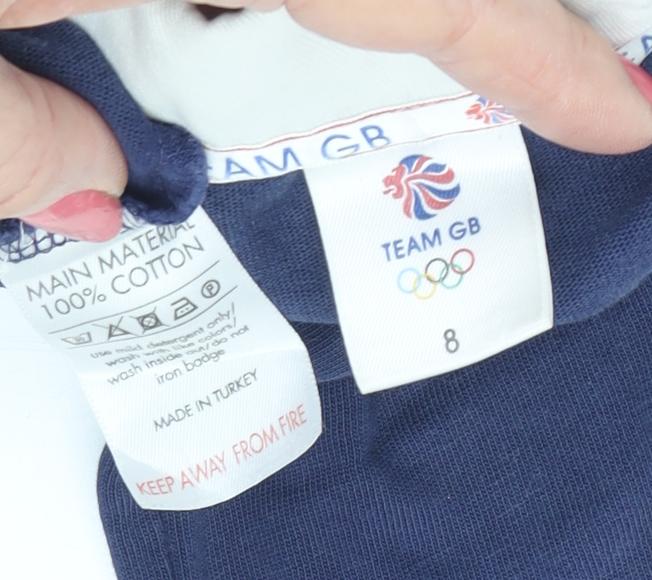 TEAM GB
TEAM GB
8
MAIN MATERIAL
100% COTTON
use mild detergent only/
wash with like colors/
wash inside out/do not
iron badge
MADE IN TURKEY
KEEP AWAY FROM FIRE